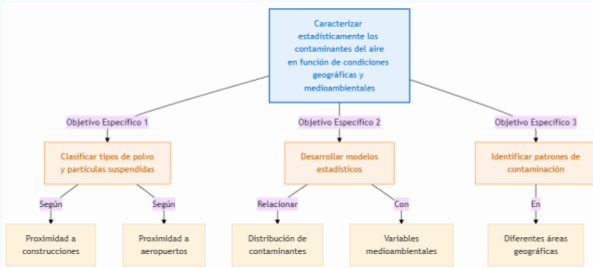 Caracterizar
estadísticamente los
contaminantes del aire
en función de condiciones
geográficas y
medioambientales
Objetivo Específico 1
Objetivo Específico 2
Objetivo Específico 3
Clasificar tipos de polvo
y partículas suspendidas
Desarrollar modelos
estadísticos
Identificar patrones de
contaminación
Según
Según
Relacionar
Con
En
Proximidad a
construcciones
Proximidad a
aeropuertos
Distribución de
contaminantes
Variables
medioambientales
Diferentes áreas
geográficas